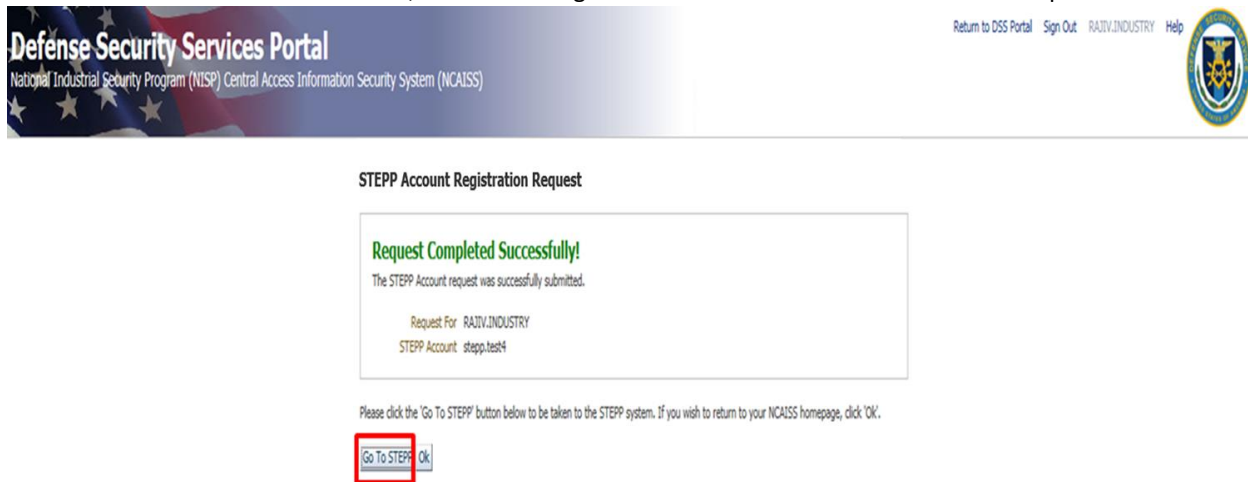 Return to DSS Portal Sign Out RAJIV.INDUSTRY Help
Defense Security Services Portal
National Industrial Security Program (NISP) Central Access Information Security System (NCAISS)
STEPP Account Registration Request
Request Completed Successfully!
The STEPP Account request was successfully submitted.
Request For RAJIV.INDUSTRY
STEPP Account stepp.test4
Please click the 'Go To STEPP' button below to be taken to the STEPP system. If you wish to return to your NCAISS homepage, click 'Ok'.
Go To STEPP Ok